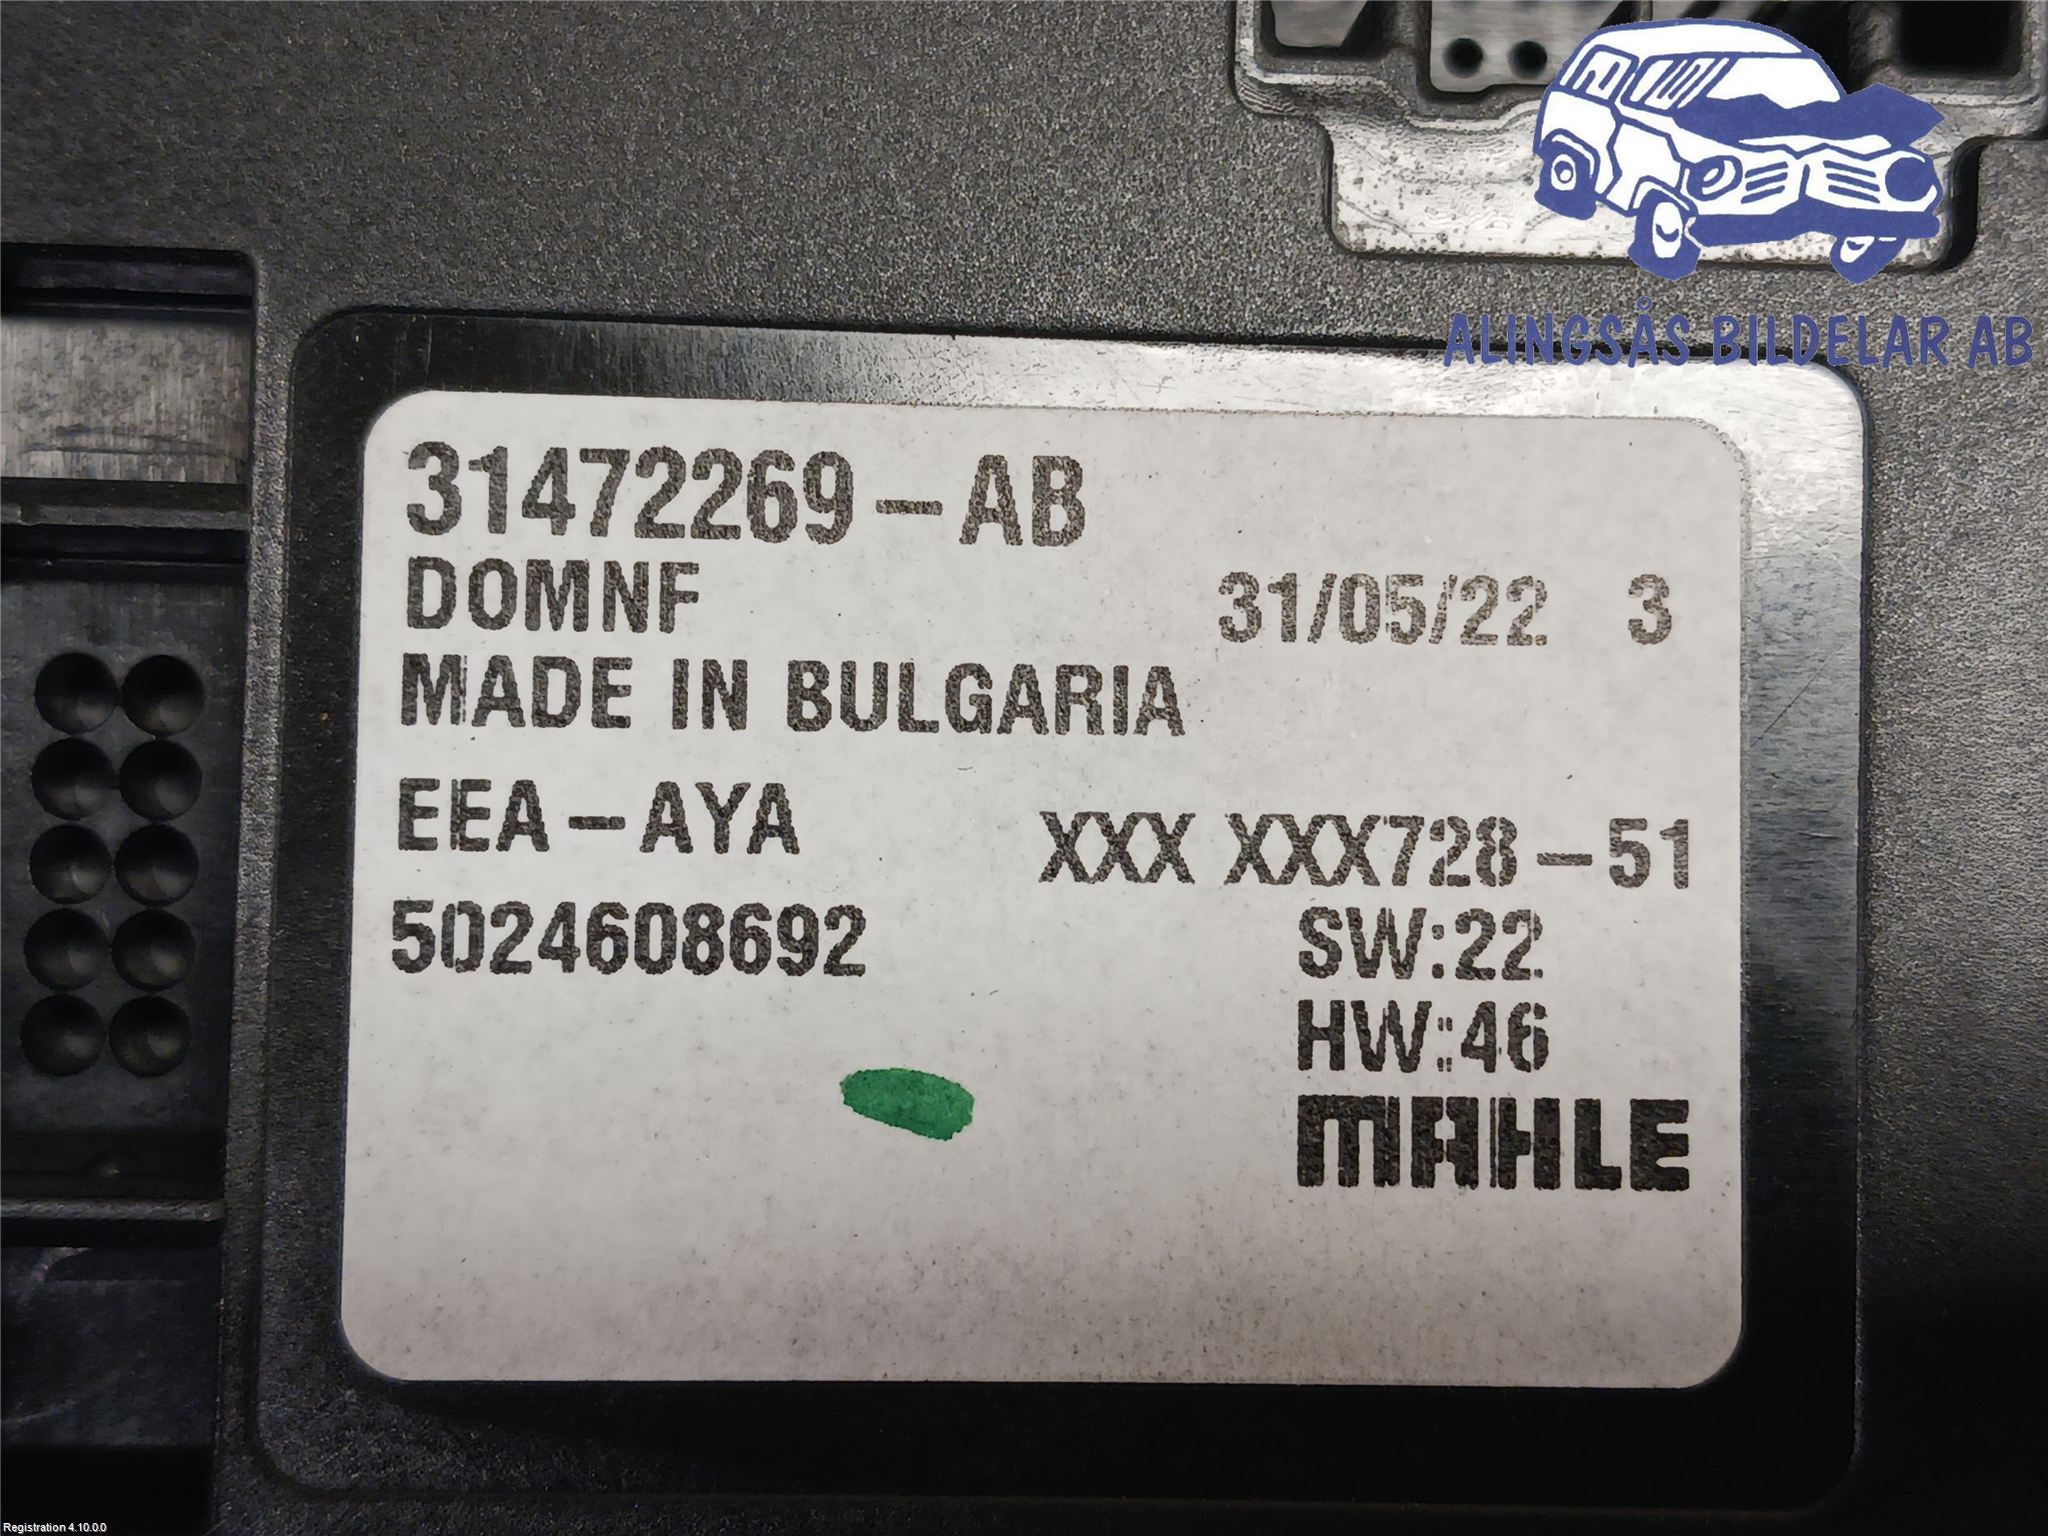 ALINGSÅS BILDELAR AB
31472269-AB
DOMNF 31/05/22 3
MADE IN BULGARIA
EEA-AYA XXX XXX728-51
5024608692 SW:22
HW:46
MAHLE
Registration 4.10.0.0